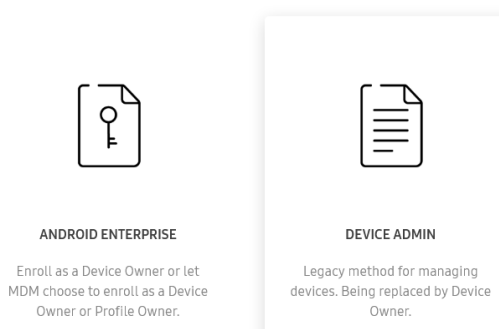 ANDROID ENTERPRISE
Enroll as a Device Owner or let
MDM choose to enroll as a Device
Owner or Profile Owner.
DEVICE ADMIN
Legacy method for managing
devices. Being replaced by Device
Owner.